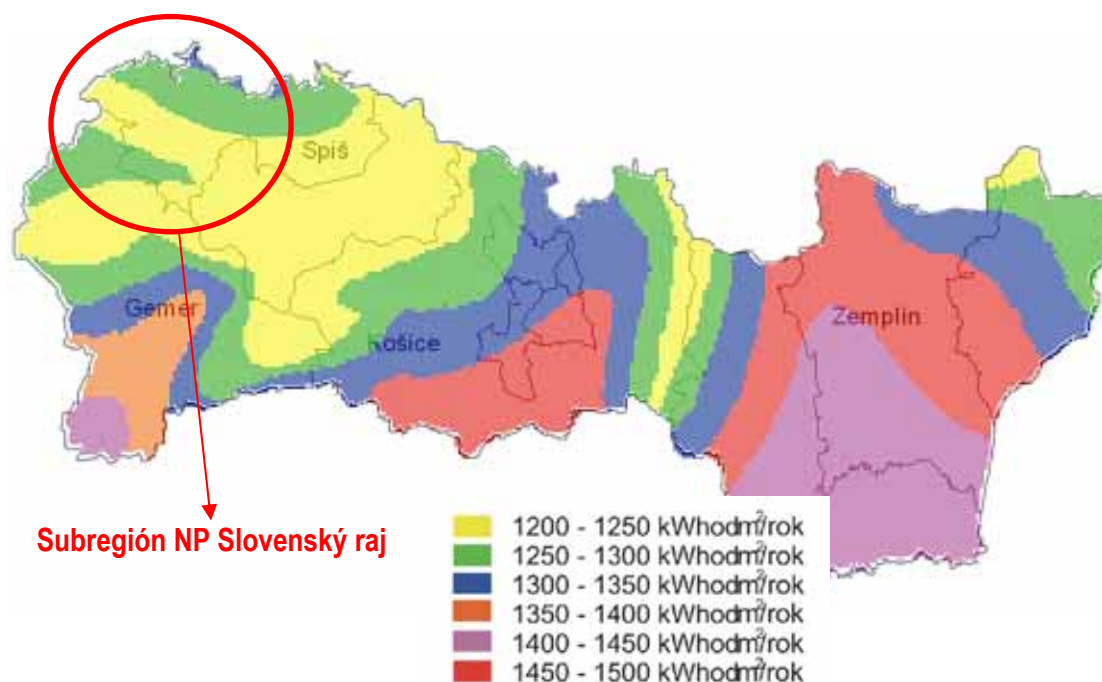 Spiš
Gemer
Košice
Zemplin
Subregión NP Slovenský raj
1200 - 1250 kWhodm²/rok
1250 - 1300 kWhodm²/rok
1300 - 1350 kWhodm²/rok
1350 - 1400 kWhodm²/rok
1400 - 1450 kWhodm²/rok
1450 - 1500 kWhodm²/rok